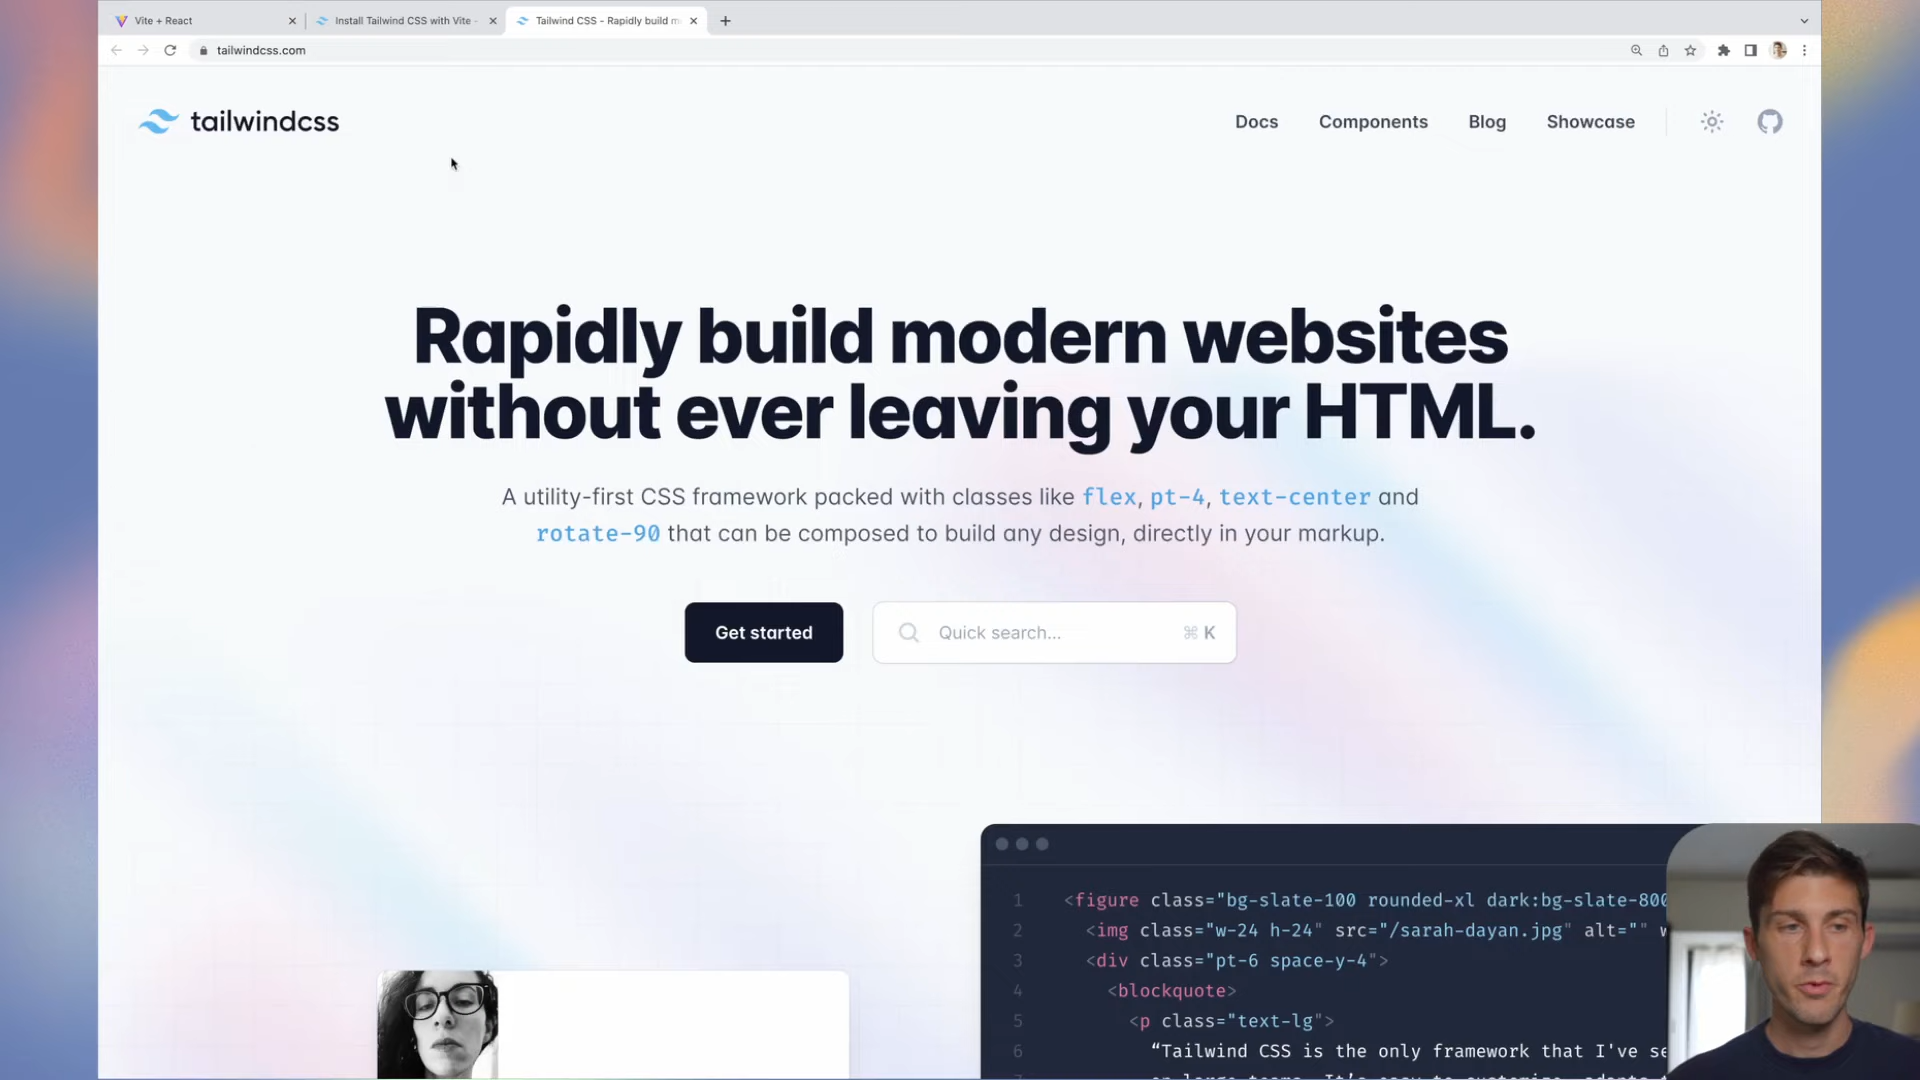 Vite + React
Install Tailwind CSS with Vite -
Tailwind CSS - Rapidly build m
tailwindcss.com
tailwindcss
Docs
Components
Blog
Showcase
Rapidly build modern websites
without ever leaving your HTML.
A utility-first CSS framework packed with classes like flex, pt-4, text-center and
rotate-90 that can be composed to build any design, directly in your markup.
Get started
Quick search...
⌘ K
1 <figure class="bg-slate-100 rounded-xl dark:bg-slate-800
2 <img class="w-24 h-24" src="/sarah-dayan.jpg" alt="" w
3 <div class="pt-6 space-y-4">
4 <blockquote>
5 <p class="text-lg">
6 “Tailwind CSS is the only framework that I've se